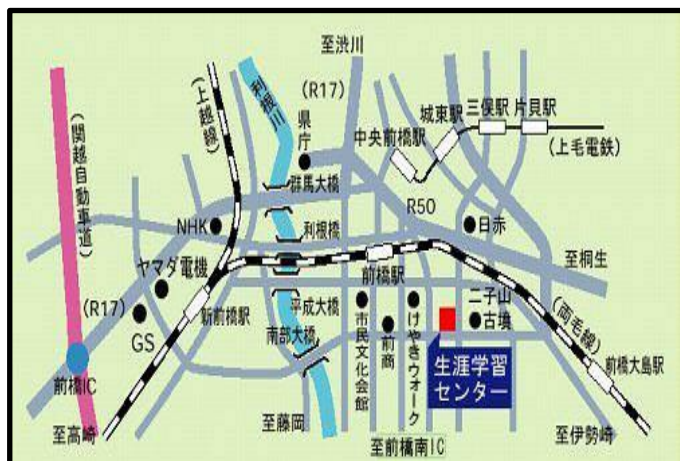 至渋川
(R17)
利根川
(上越線)
(関越自動車道)
県庁
中央前橋駅
城東駅
三俣駅
片貝駅
(上毛電鉄)
群馬大橋
R50
日赤
NHK
利根橋
至桐生
ヤマダ電機
前橋駅
二子山
古墳
(R17)
GS
新前橋駅
平成大橋
南部大橋
市民文化会館
前商
けやきウォーク
生涯学習
センター
(両毛線)
前橋大島駅
前橋IC
至高崎
至藤岡
至前橋南IC
至伊勢崎